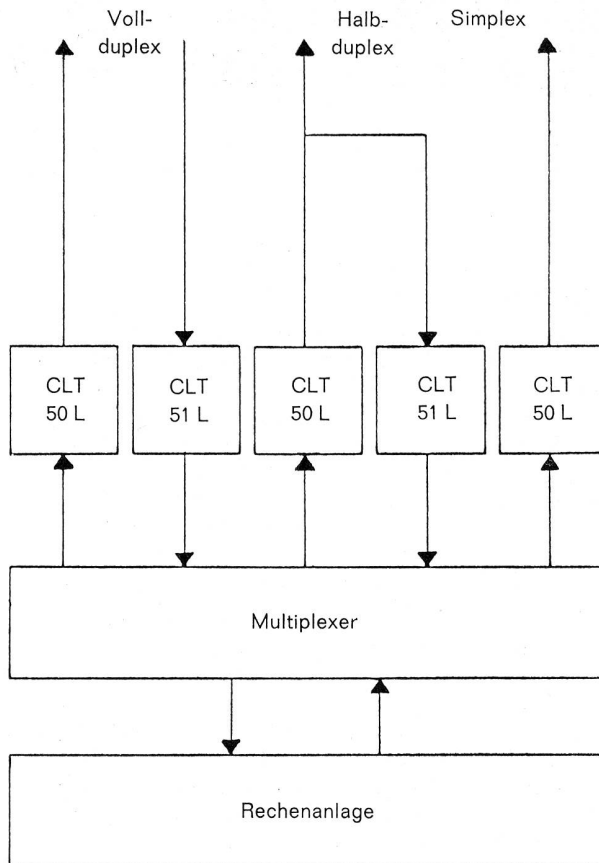 Voll-
duplex
Halb-
duplex
Simplex
CLT
50 L
CLT
51 L
CLT
50 L
CLT
51 L
CLT
50 L
Multiplexer
Rechenanlage